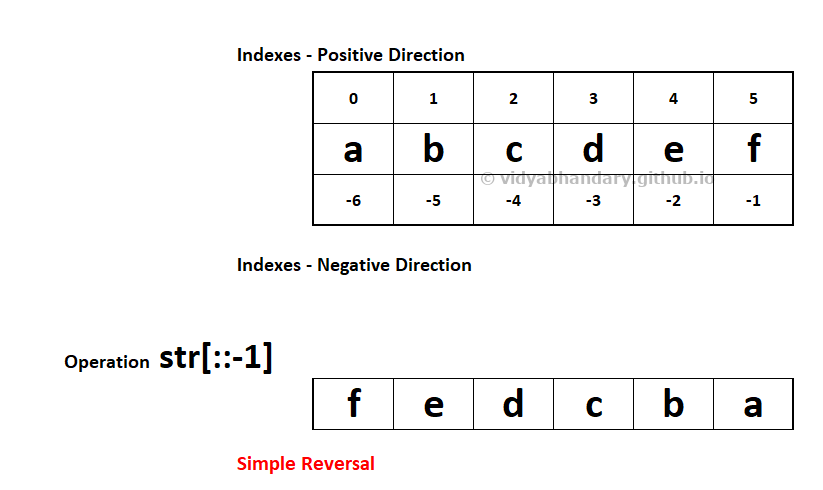 Indexes - Positive Direction
0 1 2 3 4 5
a b c d e f
© vidyabhandary.github.io
-6 -5 -4 -3 -2 -1
Indexes - Negative Direction
Operation str[::-1]
f e d c b a
Simple Reversal